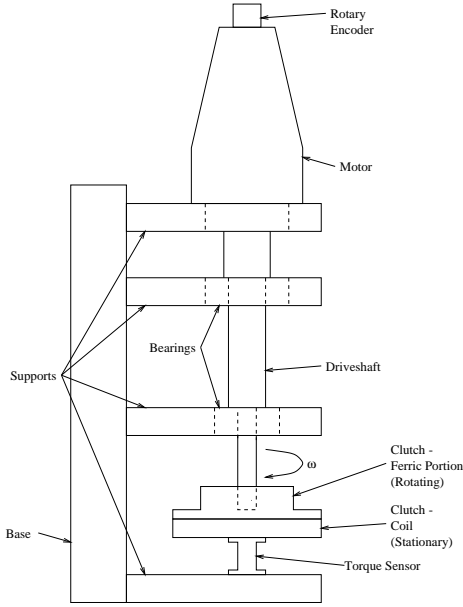 Rotary
Encoder
Motor
Bearings
Driveshaft
Supports
ω
Clutch -
Ferric Portion
(Rotating)
Clutch -
Coil
(Stationary)
Base
Torque Sensor